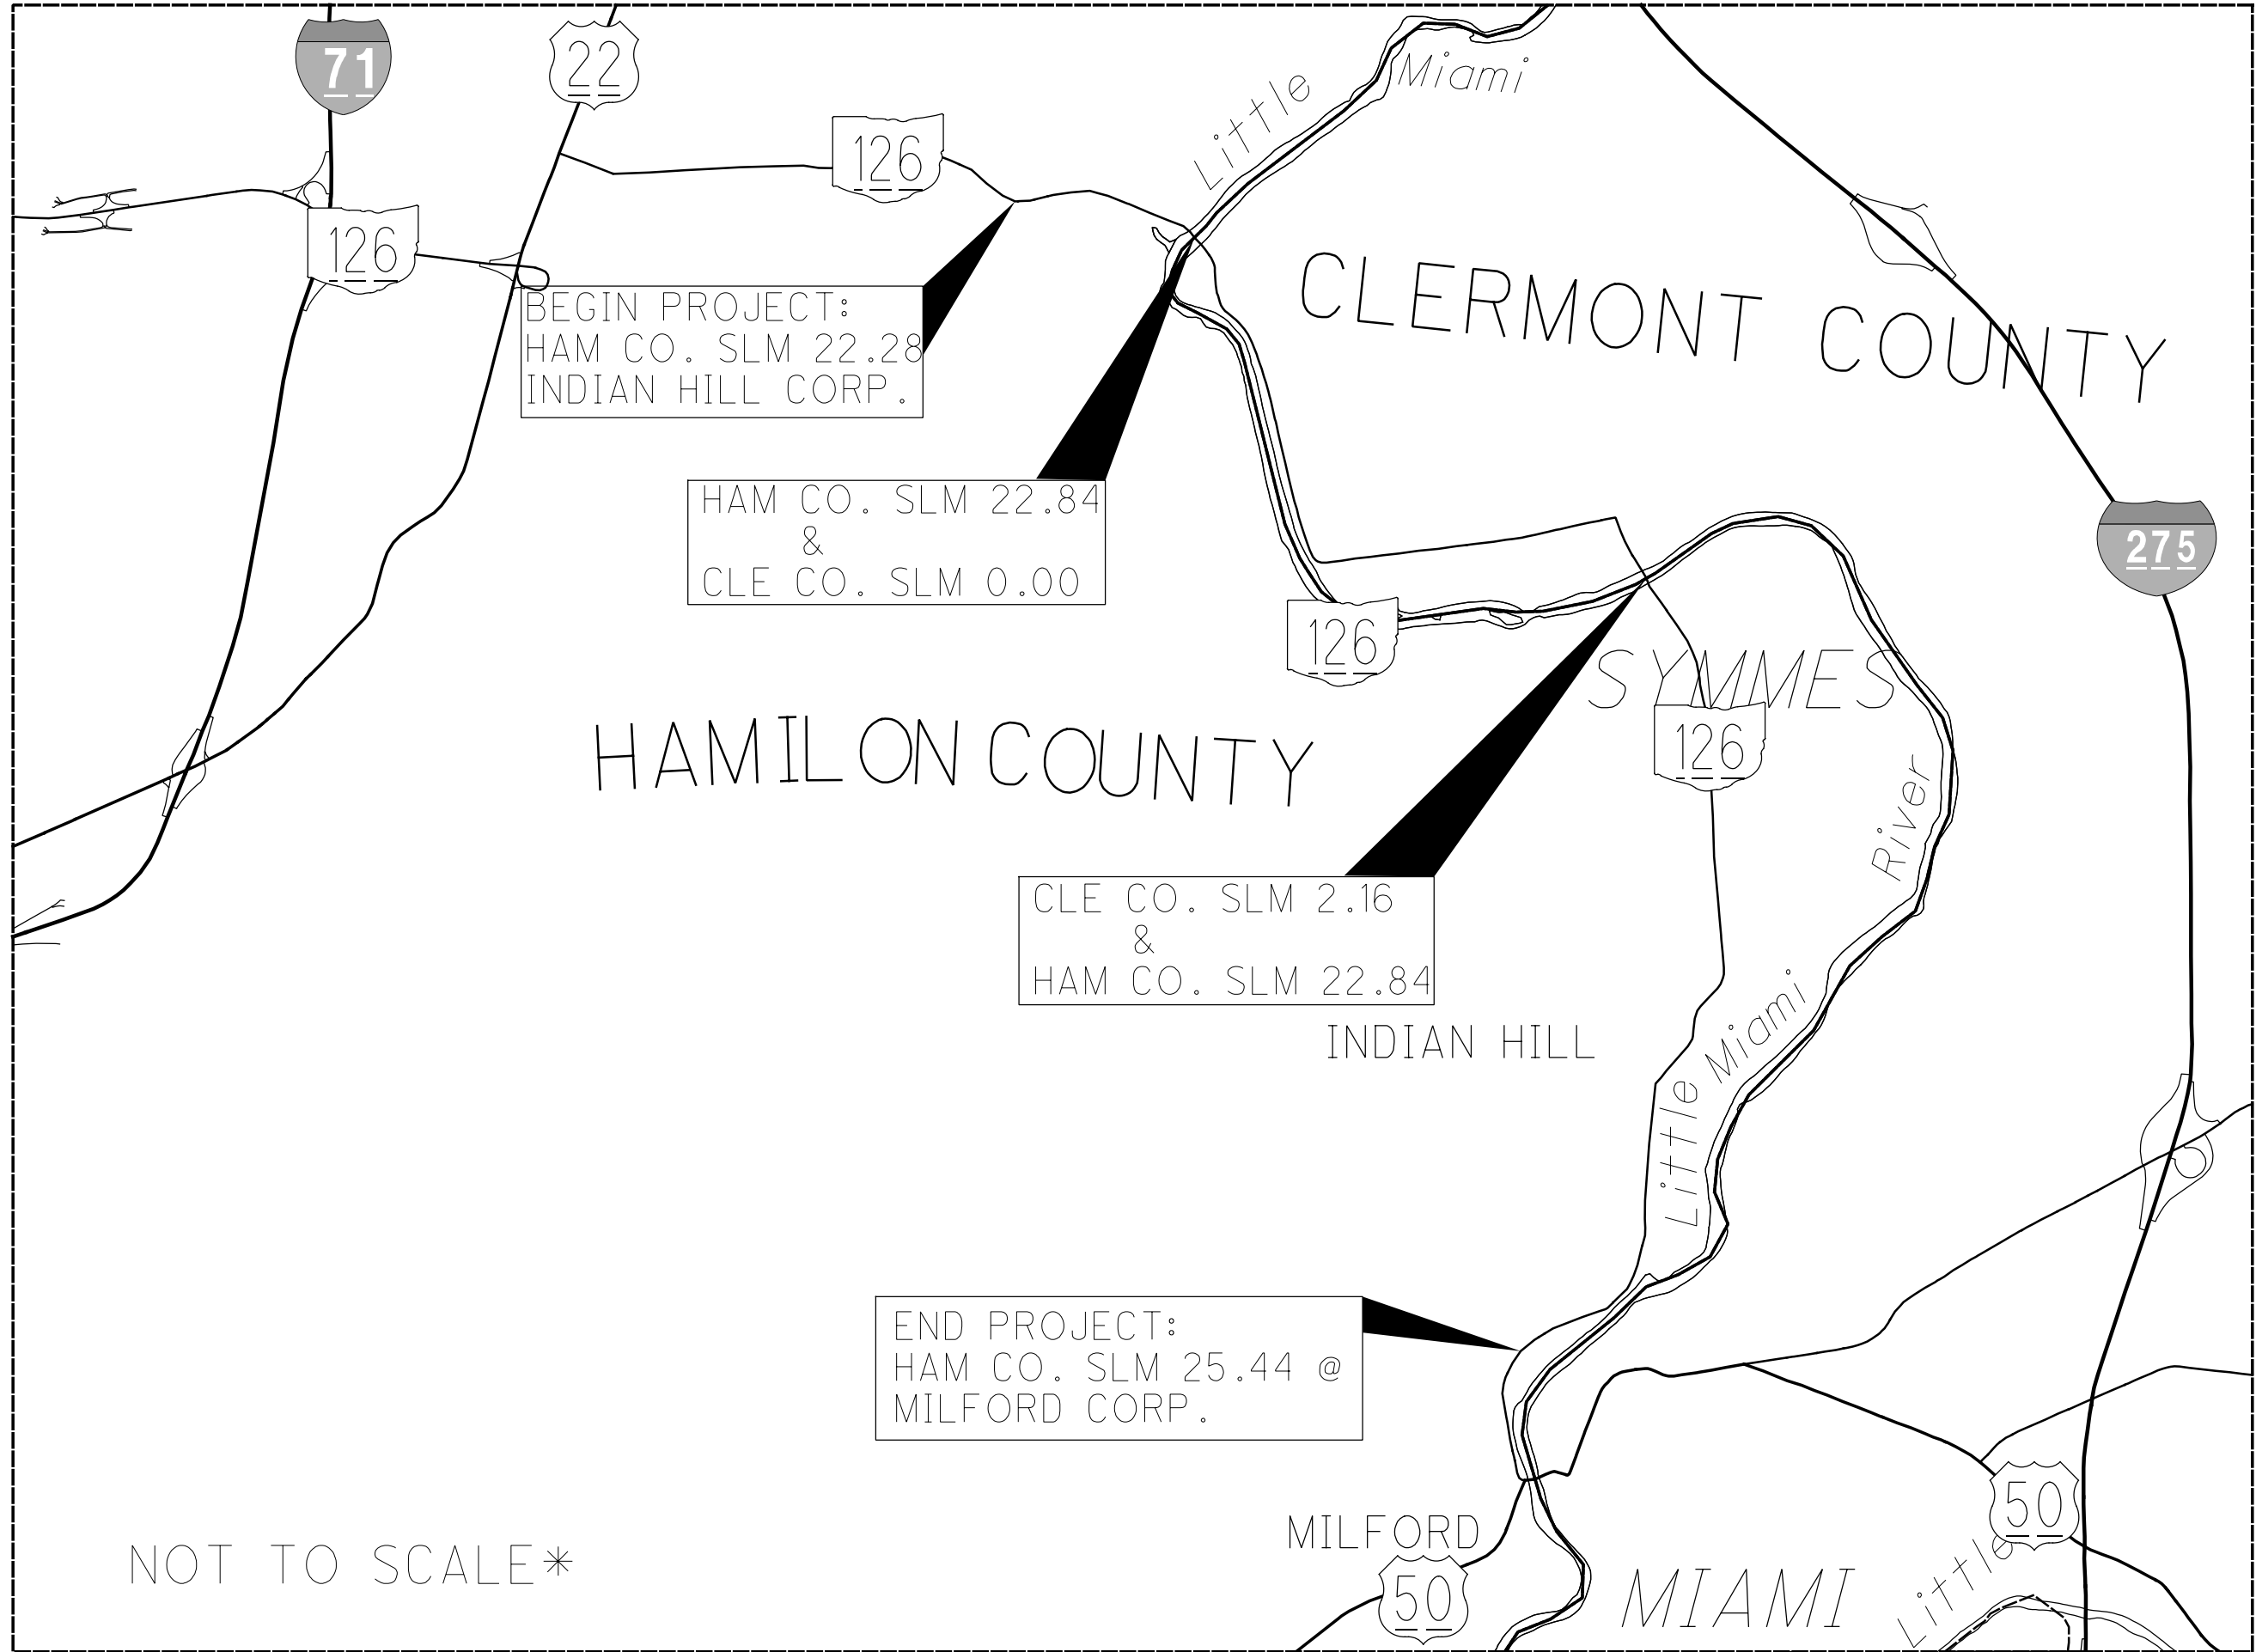 71
22
126
Little
Miami
126
BEGIN PROJECT:
HAM CO. SLM 22.28
INDIAN HILL CORP.
CLERMONT COUNTY
HAM CO. SLM 22.84
&
CLE CO. SLM 0.00
275
126
SYMMES
HAMILON COUNTY
126
River
CLE CO. SLM 2.16
&
HAM CO. SLM 22.84
INDIAN HILL
Little Miami
END PROJECT:
HAM CO. SLM 25.44 @
MILFORD CORP.
50
MILFORD
NOT TO SCALE*
50
MIAMI
Little